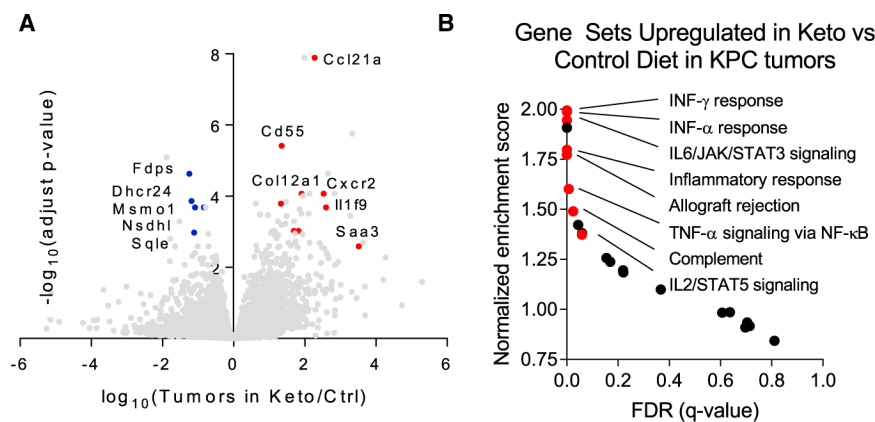 A
8
6
4
2
-log10(adjust p-value)
Ccl21a
Cd55
Col12a1
Cxcr2
Il1f9
Saa3
Fdps
Dhcr24
Msmo1
Nsdhl
Sqle
-6 -4 -2 0 2 4 6
log10(Tumors in Keto/Ctrl)
B
Gene Sets Upregulated in Keto vs
Control Diet in KPC tumors
Normalized enrichment score
2.00
1.75
1.50
1.25
1.00
0.75
INF-γ response
INF-α response
IL6/JAK/STAT3 signaling
Inflammatory response
Allograft rejection
TNF-α signaling via NF-κB
Complement
IL2/STAT5 signaling
0.0 0.2 0.4 0.6 0.8 1.0
FDR (q-value)